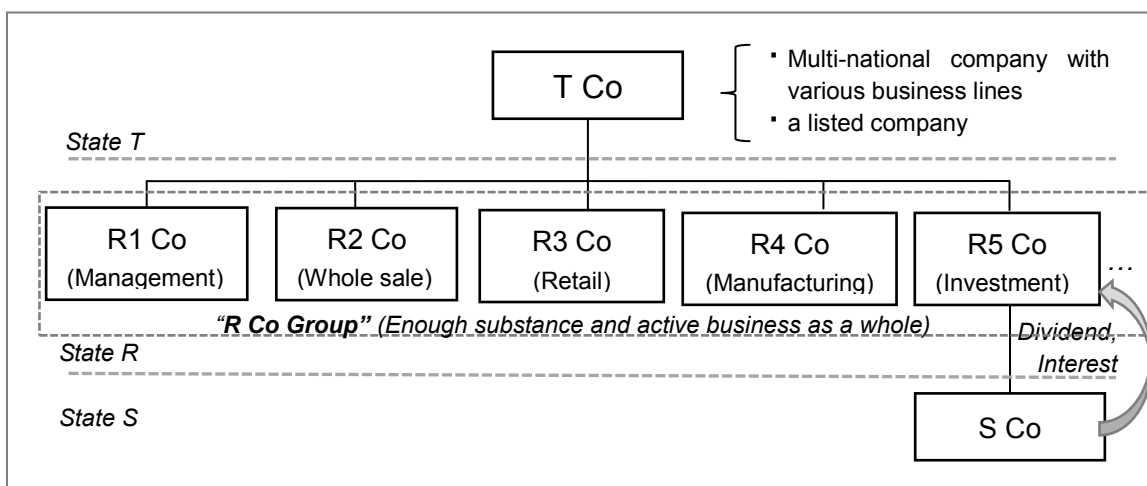 T Co
▪ Multi-national company with
various business lines
▪ a listed company
State T
R1 Co
(Management)
R2 Co
(Whole sale)
R3 Co
(Retail)
R4 Co
(Manufacturing)
R5 Co
(Investment)
…
“R Co Group” (Enough substance and active business as a whole)
State R
Dividend,
Interest
State S
S Co